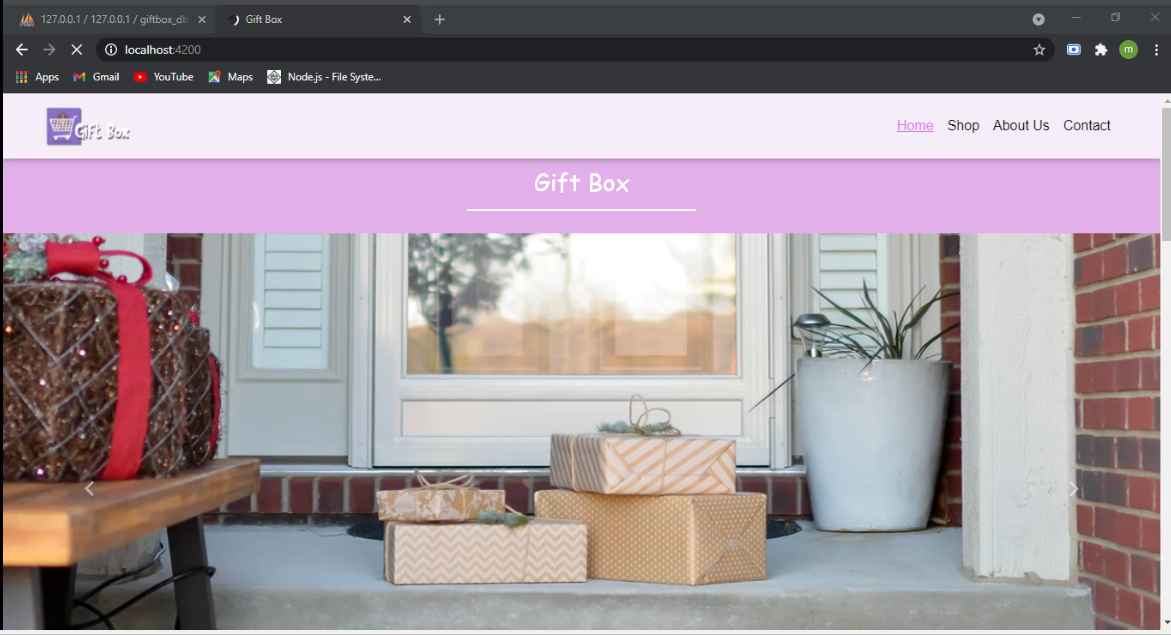 127.0.0.1 / 127.0.0.1 / giftbox_db
Gift Box
localhost:4200
m
Apps
Gmail
YouTube
Maps
Node.js - File Syste...
Gift Box
Home
Shop
About Us
Contact
Gift Box